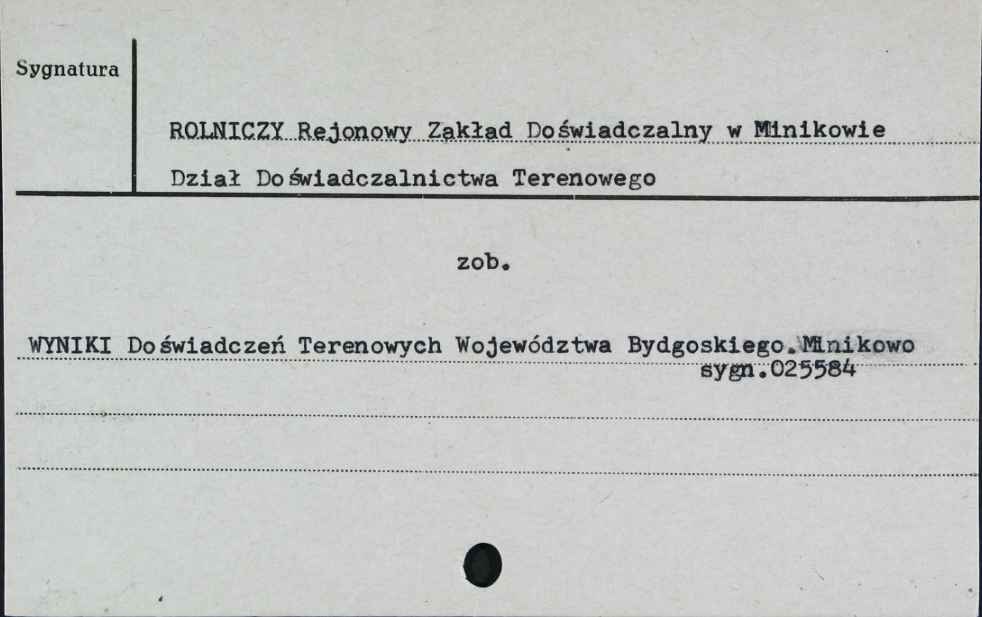 Sygnatura
ROLNICZY Rejonowy Zakład Doświadczalny w Minikowie
Dział Doświadczalnictwa Terenowego
zob.
WYNIKI Doświadczeń Terenowych Województwa Bydgoskiego.Minikowo
sygn.025584